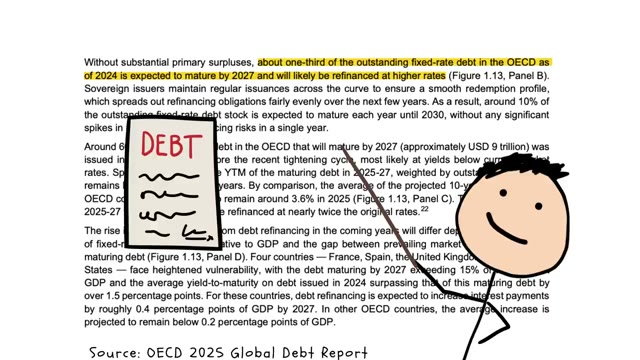 Without substantial primary surpluses, about one-third of the outstanding fixed-rate debt in the OECD as
of 2024 is expected to mature by 2027 and will likely be refinanced at higher rates (Figure 1.13, Panel B).
Sovereign issuers maintain regular issuances across the curve to ensure a smooth redemption profile,
which spreads out refinancing obligations fairly evenly over the next few years. As a result, around 10% of
the outstanding fixed-rate debt stock is expected to mature each year until 2030, without any significant
spikes in cing risks in a single year.
Around 6 debt in the OECD that will mature by 2027 (approximately USD 9 trillion) was
issued in ore the recent tightening cycle, most likely at yields below
rates. Sp YTM of the maturing debt in 2025-27, weighted by
remains years. By comparison, the average of the projected
OECD co remain around 3.6% in 2025 (Figure 1.13, Panel C).
2025-27 be refinanced at nearly twice the original rates.22
The rise i om debt refinancing in the coming years will differ
of fixed-r ative to GDP and the gap between prevailing market
maturing debt (Figure 1.13, Panel D). Four countries — France, Spain, the United Kingdom
States — face heightened vulnerability, with the debt maturing by 2027 exceeding 15% of
GDP and the average yield-to-maturity on debt issued in 2024 surpassing that of this maturing debt by
over 1.5 percentage points. For these countries, debt refinancing is expected to increase interest payments
by roughly 0.4 percentage points of GDP by 2027. In other OECD countries, the average increase is
projected to remain below 0.2 percentage points of GDP.
DEBT
Source: OECD 2025 Global Debt Report